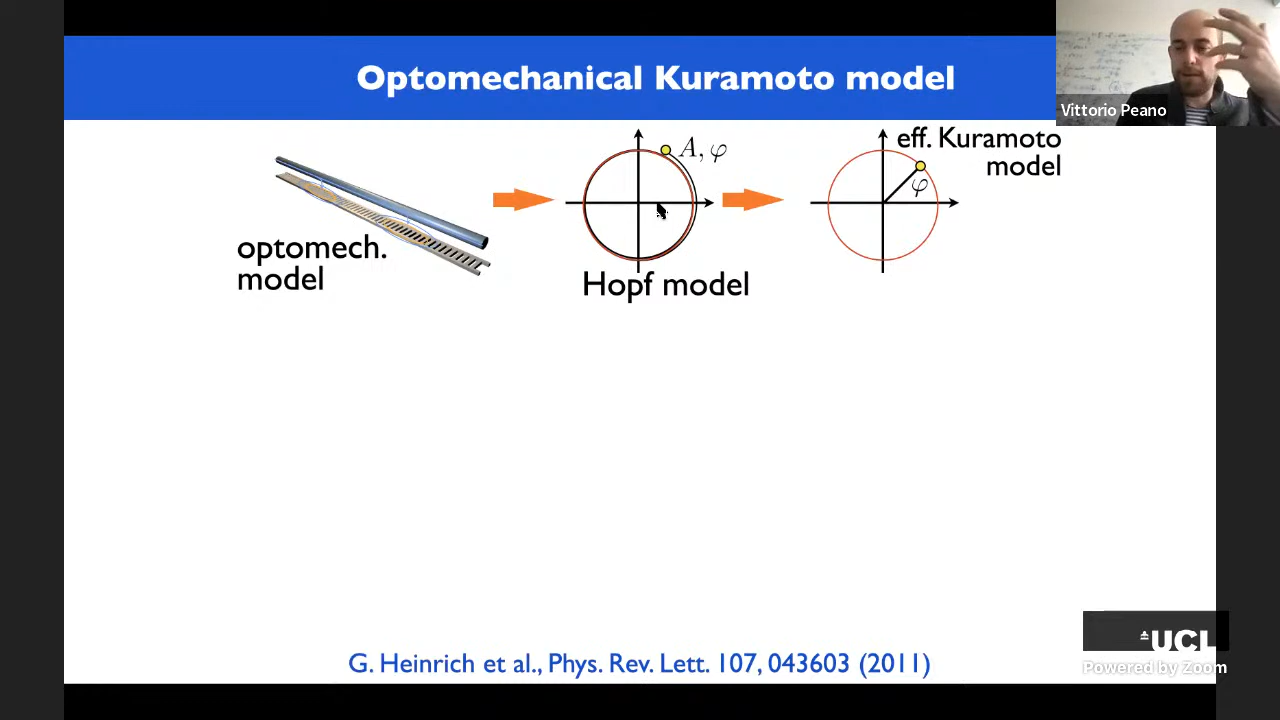 Optomechanical Kuramoto model
Vittorio Peano
A, φ
eff. Kuramoto
model
φ
optomech.
model
Hopf model
G. Heinrich et al., Phys. Rev. Lett. 107, 043603 (2011)
UCL
Powered by Zoom